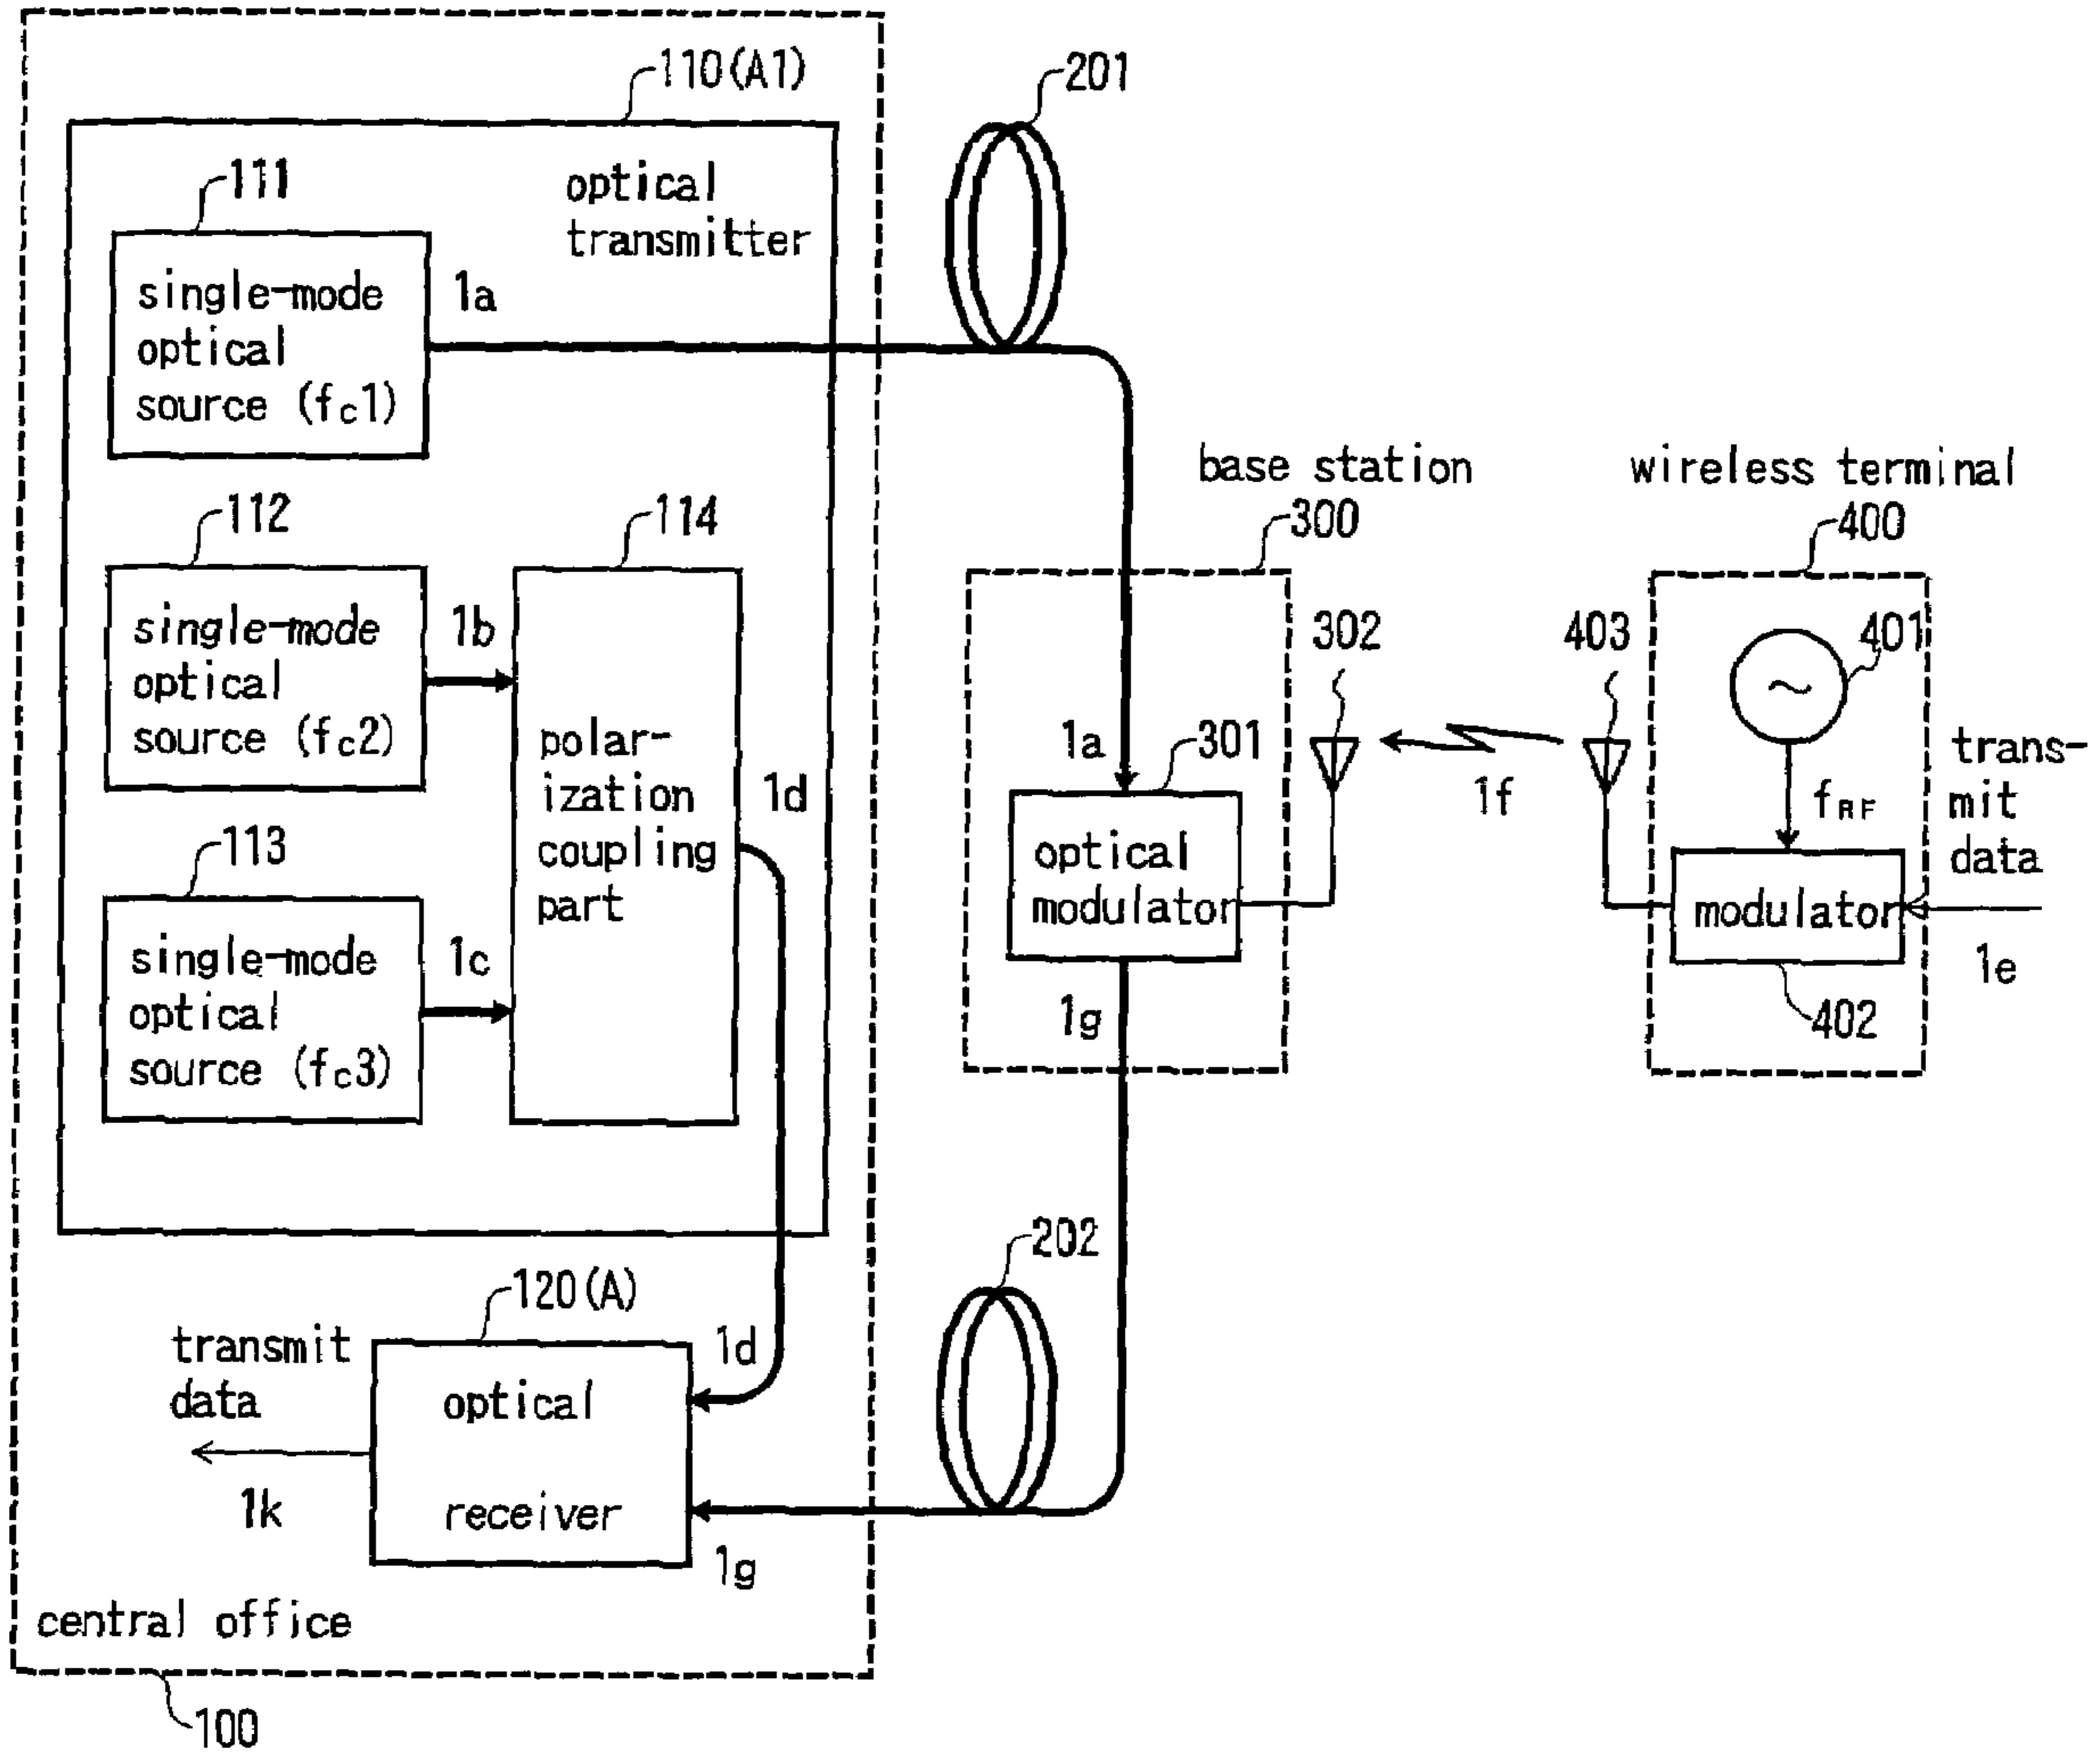 110(A1)
201
111
optical
transmitter
single-mode
optical
source (fc1)
1a
base station
300
wireless terminal
400
112
114
single-mode
optical
source (fc2)
1b
polar-
ization
coupling
part
1d
302
403
401
1a
301
1f
fRF
trans-
mit
data
optical
modulator
modulator
1e
402
113
single-mode
optical
source (fc3)
1c
1g
202
120(A)
transmit
data
1d
optical
receiver
1k
1g
central office
100